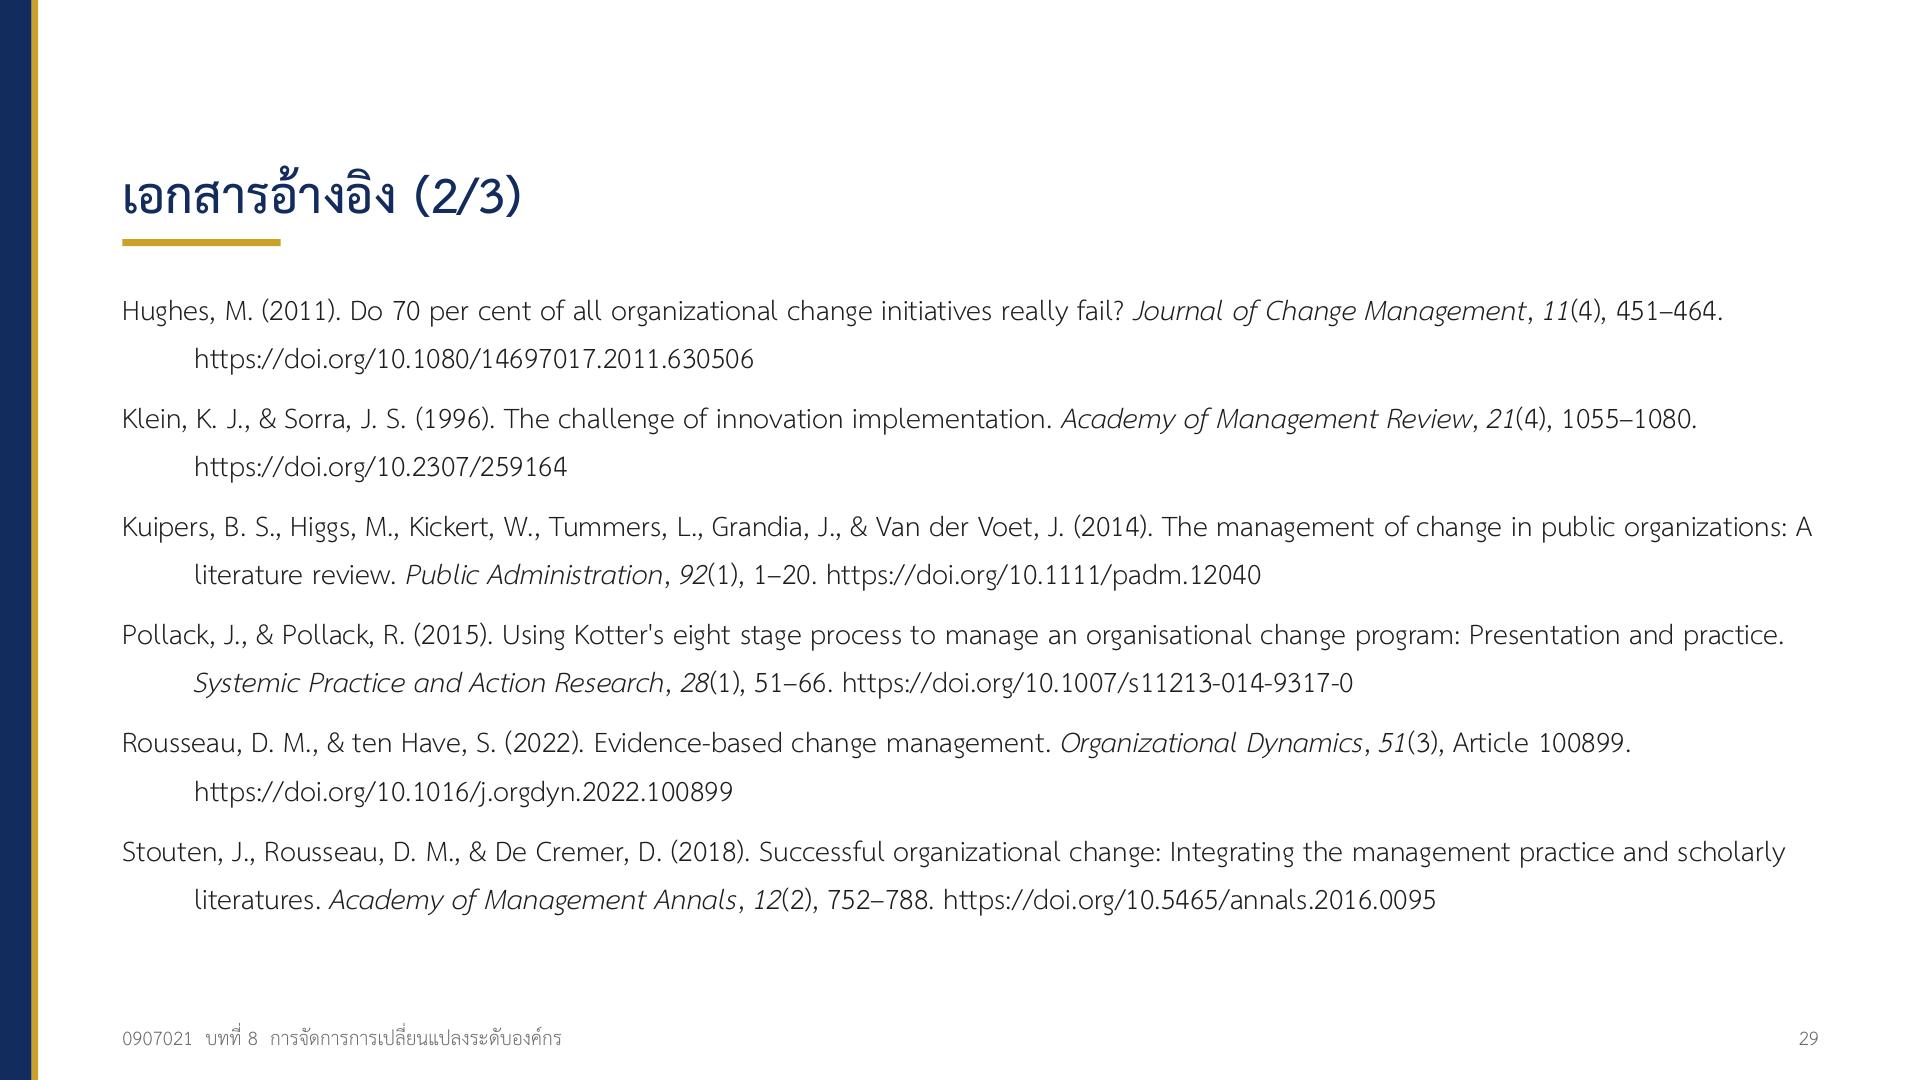 เอกสารอ้างอิง (2/3)
Hughes, M. (2011). Do 70 per cent of all organizational change initiatives really fail? Journal of Change Management, 11(4), 451–464.
https://doi.org/10.1080/14697017.2011.630506
Klein, K. J., & Sorra, J. S. (1996). The challenge of innovation implementation. Academy of Management Review, 21(4), 1055–1080.
https://doi.org/10.2307/259164
Kuipers, B. S., Higgs, M., Kickert, W., Tummers, L., Grandia, J., & Van der Voet, J. (2014). The management of change in public organizations: A
literature review. Public Administration, 92(1), 1–20. https://doi.org/10.1111/padm.12040
Pollack, J., & Pollack, R. (2015). Using Kotter's eight stage process to manage an organisational change program: Presentation and practice.
Systemic Practice and Action Research, 28(1), 51–66. https://doi.org/10.1007/s11213-014-9317-0
Rousseau, D. M., & ten Have, S. (2022). Evidence-based change management. Organizational Dynamics, 51(3), Article 100899.
https://doi.org/10.1016/j.orgdyn.2022.100899
Stouten, J., Rousseau, D. M., & De Cremer, D. (2018). Successful organizational change: Integrating the management practice and scholarly
literatures. Academy of Management Annals, 12(2), 752–788. https://doi.org/10.5465/annals.2016.0095
0907021 บทที่ 8 การจัดการการเปลี่ยนแปลงระดับองค์กร
29